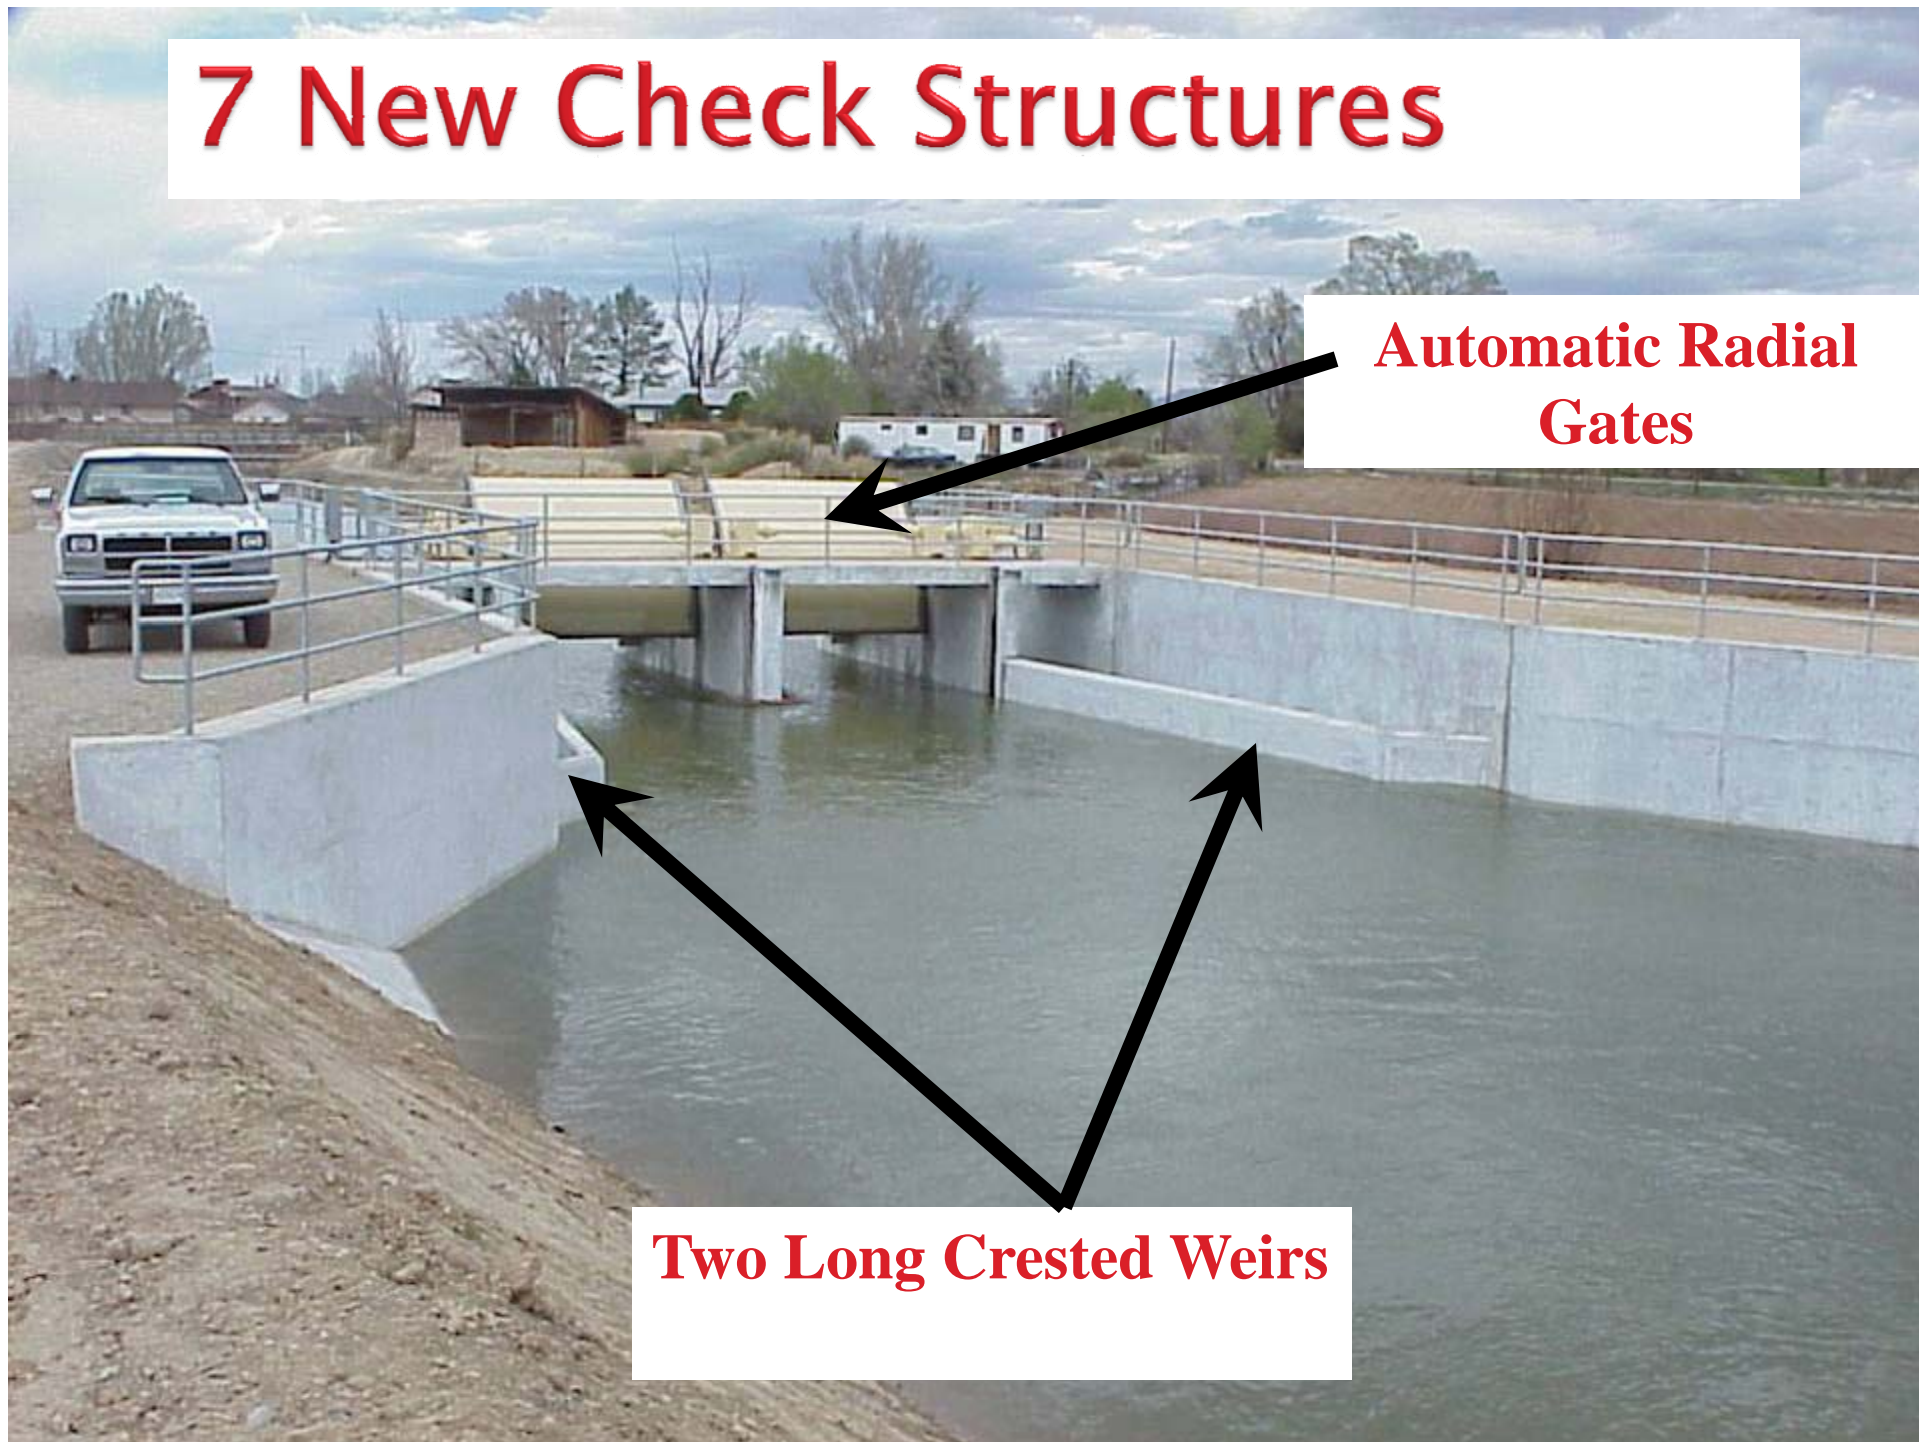 7 New Check Structures
Automatic Radial
Gates
Two Long Crested Weirs